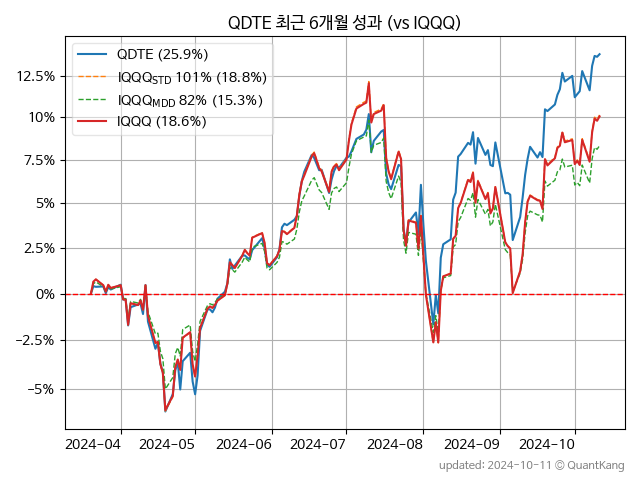 QDTE 최근 6개월 성과 (vs IQQQ)
QDTE (25.9%)
IQQQ_STD 101% (18.8%)
IQQQ_MDD 82% (15.3%)
IQQQ (18.6%)
12.5%
10%
7.5%
5%
2.5%
0%
−2.5%
−5%
2024-04 2024-05 2024-06 2024-07 2024-08 2024-09 2024-10
updated: 2024-10-11 © QuantKang